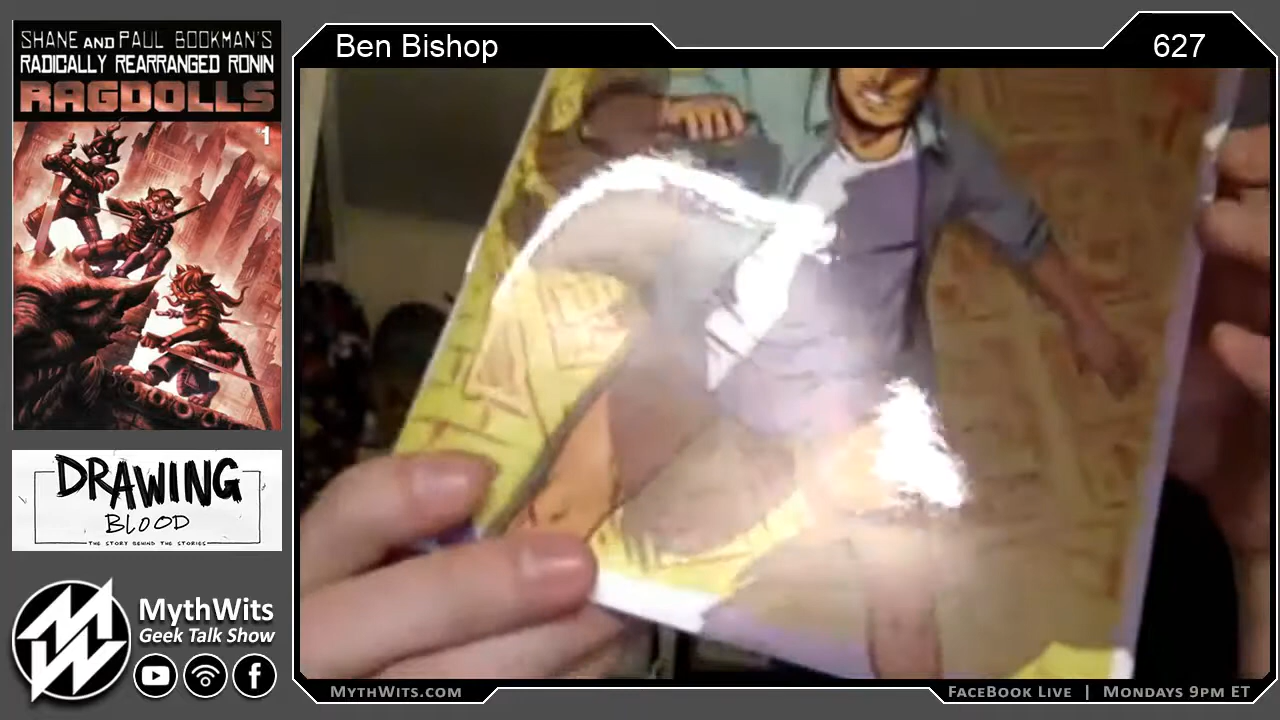 SHANE AND PAUL BOOKMAN'S
RADICALLY REARRANGED RONIN
RAGDOLLS
#1
DRAWING
BLOOD
THE STORY BEHIND THE STORIES
MythWits
Geek Talk Show
Ben Bishop
627
MythWits.com
FaceBook Live | Mondays 9pm ET